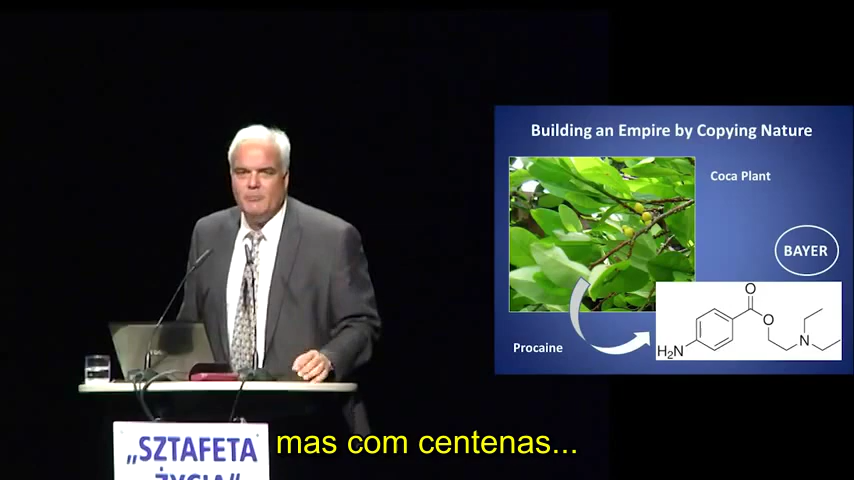 Building an Empire by Copying Nature
Coca Plant
BAYER
O
O
N
H₂N
Procaine
„SZTAFETA
ŻYCIA"
mas com centenas...